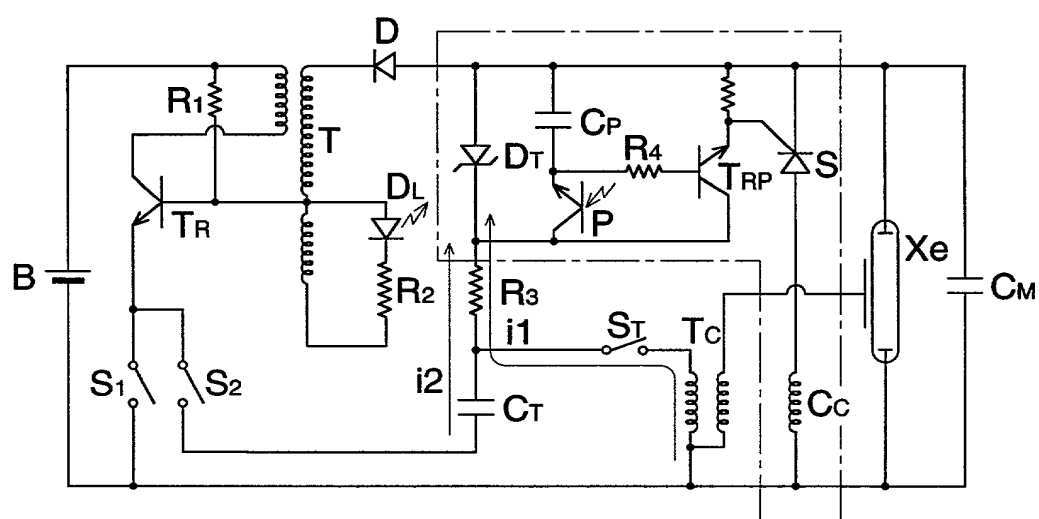 D
R1
T
CP
DT
R4
TRP
S
DL
TR
P
Xe
B
R2
R3
CM
i1
ST
TC
S1
S2
i2
CT
CC